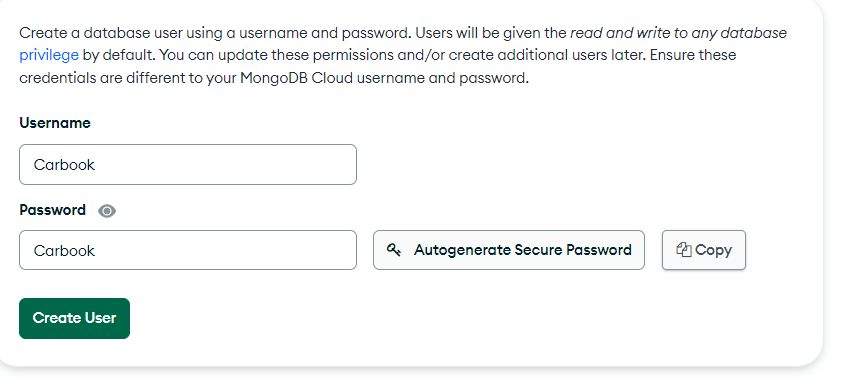 Create a database user using a username and password. Users will be given the read and write to any database
privilege by default. You can update these permissions and/or create additional users later. Ensure these
credentials are different to your MongoDB Cloud username and password.
Username
Carbook
Password
Carbook
Autogenerate Secure Password
Copy
Create User